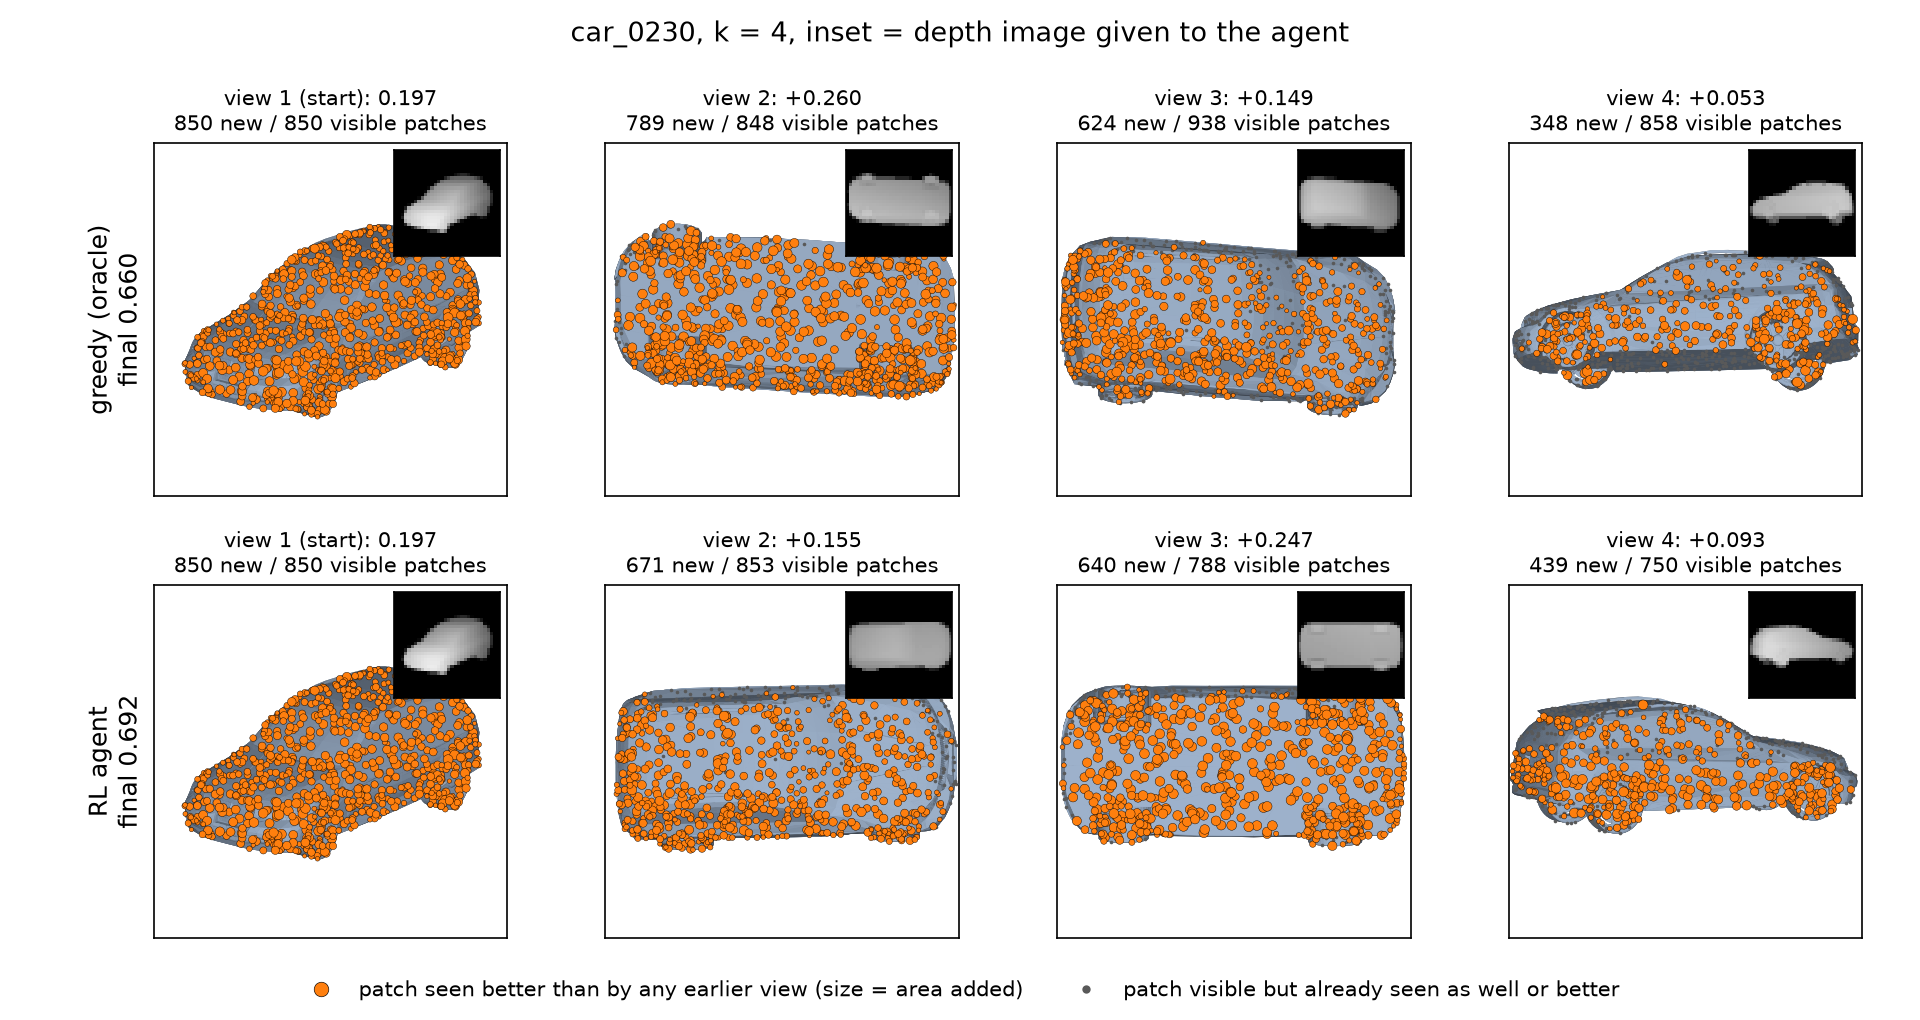 car_0230, k = 4, inset = depth image given to the agent
greedy (oracle)
final 0.660
view 1 (start): 0.197
850 new / 850 visible patches
view 2: +0.260
789 new / 848 visible patches
view 3: +0.149
624 new / 938 visible patches
view 4: +0.053
348 new / 858 visible patches
RL agent
final 0.692
view 1 (start): 0.197
850 new / 850 visible patches
view 2: +0.155
671 new / 853 visible patches
view 3: +0.247
640 new / 788 visible patches
view 4: +0.093
439 new / 750 visible patches
patch seen better than by any earlier view (size = area added)
patch visible but already seen as well or better